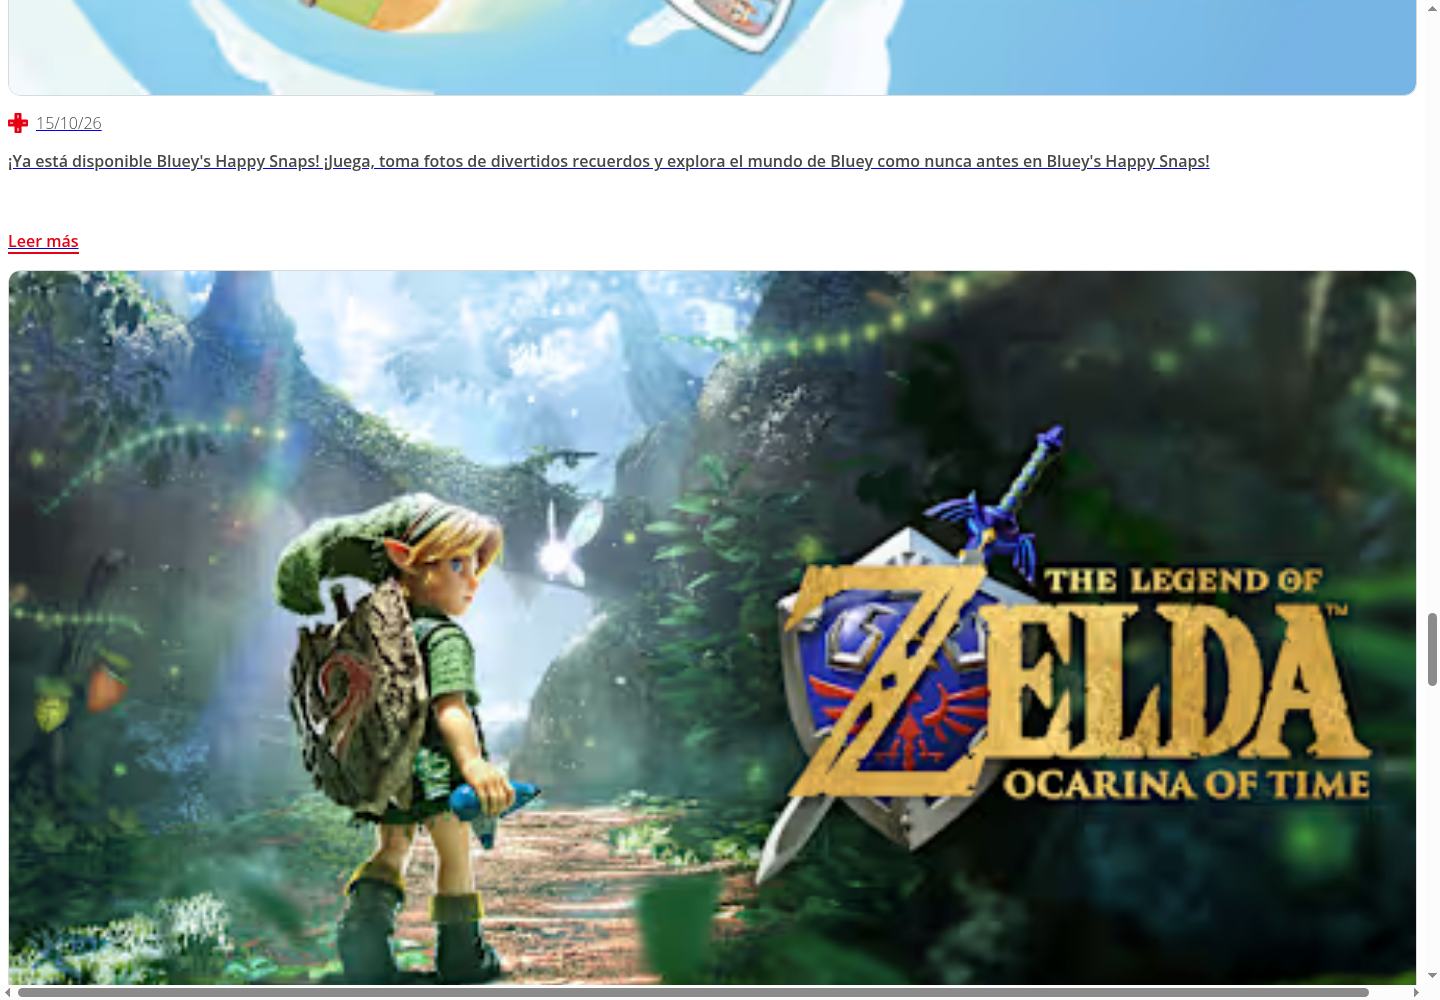 15/10/26
¡Ya está disponible Bluey's Happy Snaps! ¡Juega, toma fotos de divertidos recuerdos y explora el mundo de Bluey como nunca antes en Bluey's Happy Snaps!
Leer más
THE LEGEND OF
ZELDA™
OCARINA OF TIME